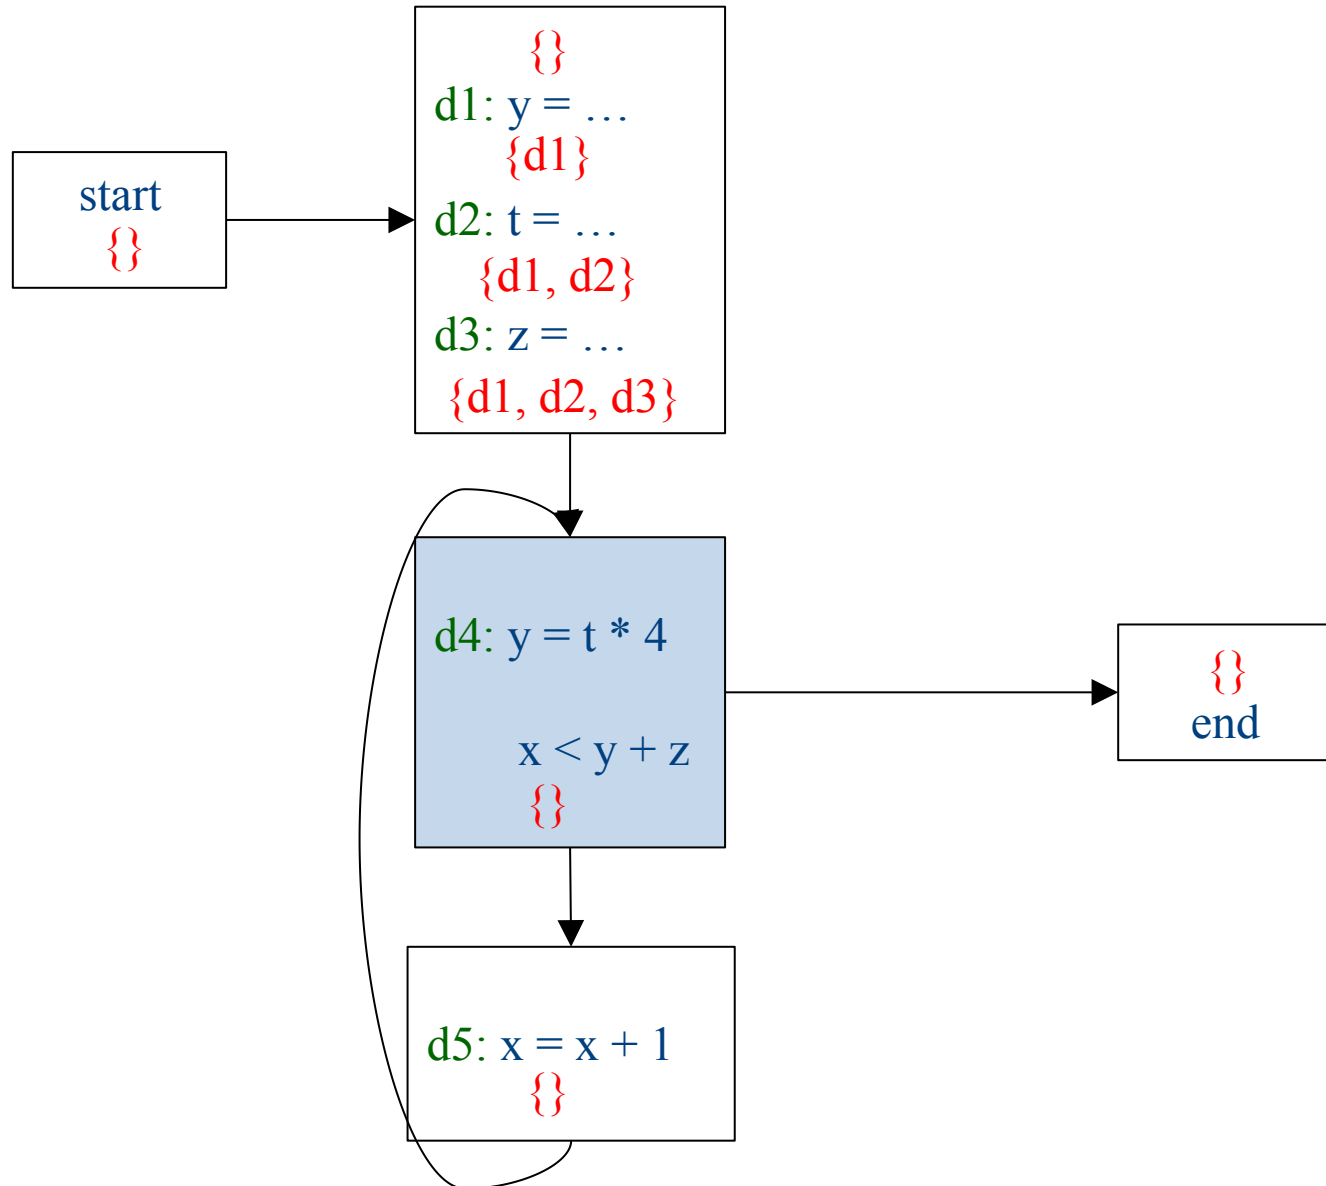 start
{}
{}
d1: y = …
{d1}
d2: t = …
{d1, d2}
d3: z = …
{d1, d2, d3}
d4: y = t * 4
x < y + z
{}
{}
end
d5: x = x + 1
{}